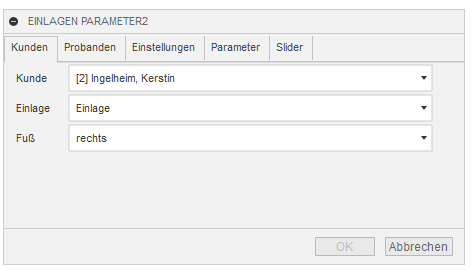 EINLAGEN PARAMETER2
Kunden Probanden Einstellungen Parameter Slider
Kunde [2] Ingelheim, Kerstin
Einlage Einlage
Fuß rechts
OK Abbrechen